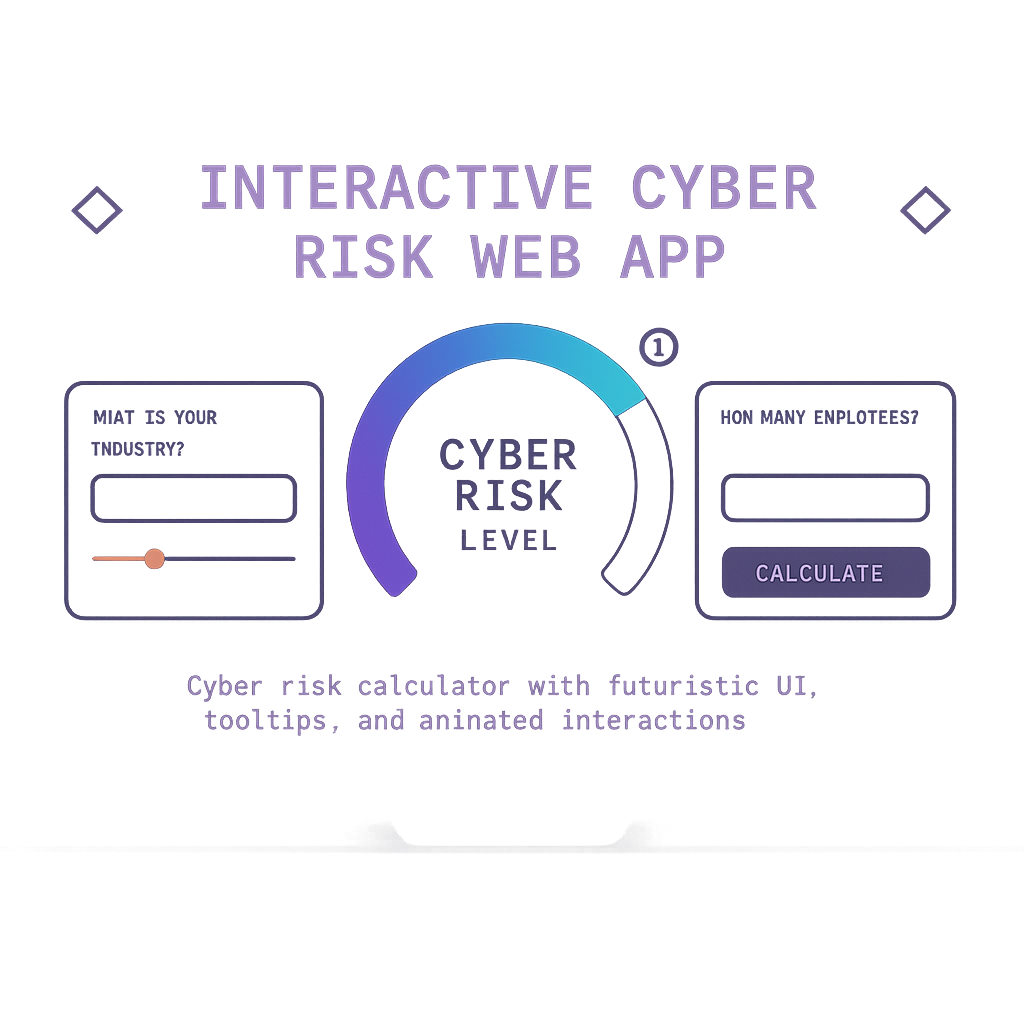 INTERACTIVE CYBER
RISK WEB APP
1
MIAT IS YOUR
TNDUSTRY?
CYBER
RISK
LEVEL
HON MANY ENPLOTEES?
CALCULATE
Cyber risk calculator with futuristic UI,
tooltips, and aninated interactions